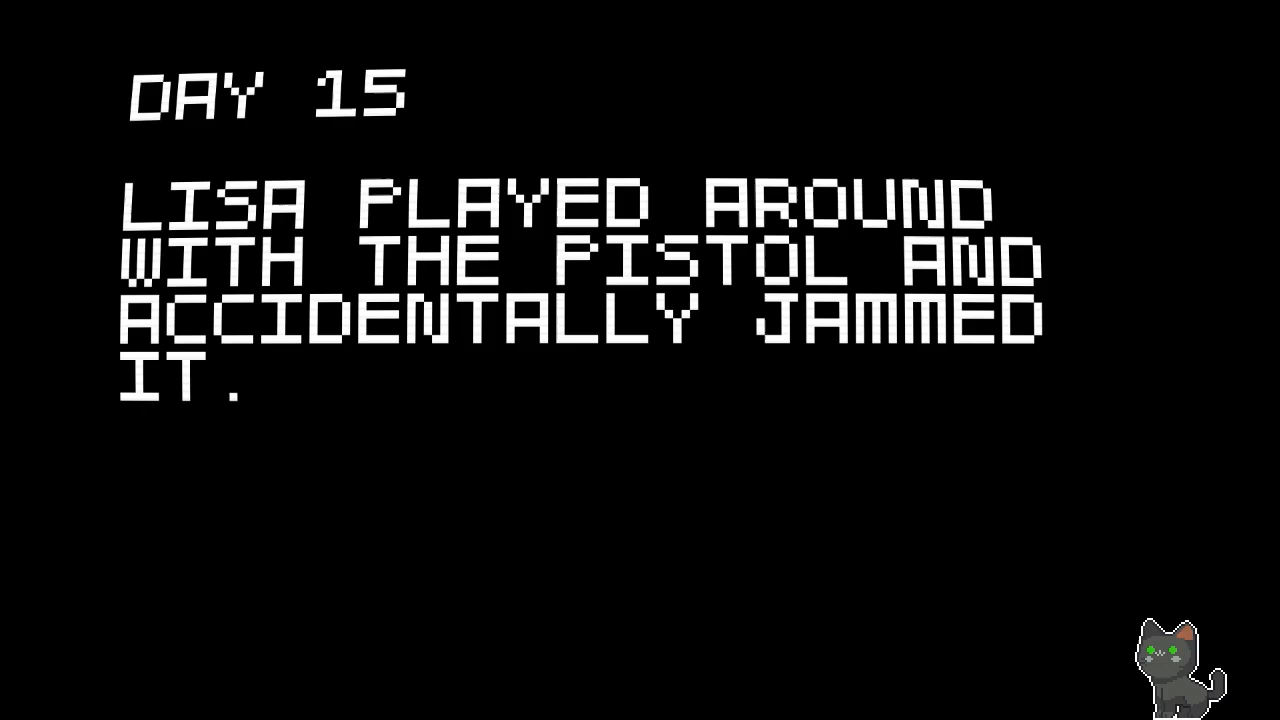 DAY 15
LISA PLAYED AROUND
WITH THE PISTOL AND
ACCIDENTALLY JAMMED
IT.